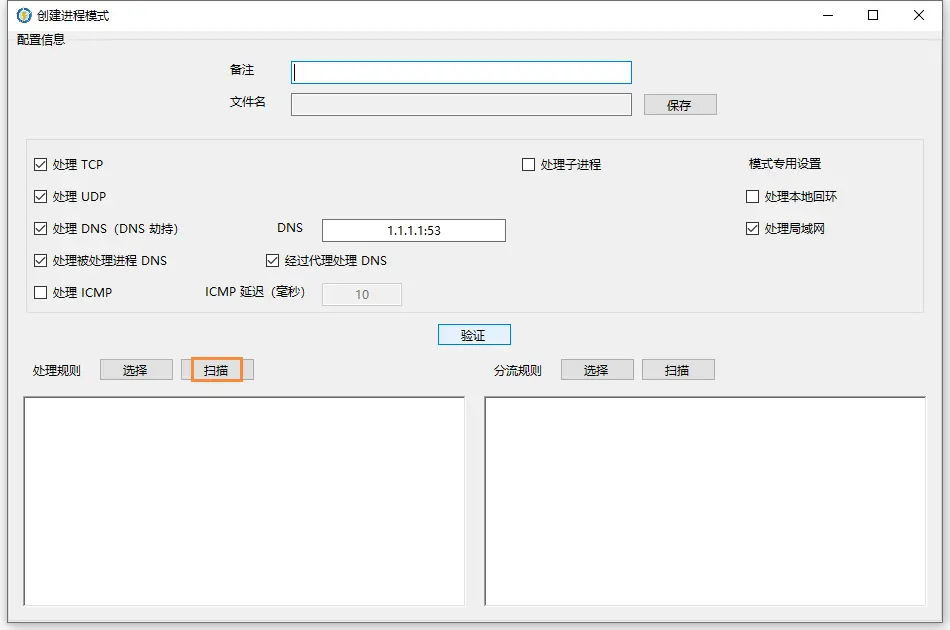 创建进程模式
配置信息
备注
文件名
保存
处理 TCP
处理子进程
模式专用设置
处理 UDP
处理本地回环
处理 DNS（DNS 劫持）
DNS
1.1.1.1:53
处理局域网
处理被处理进程 DNS
经过代理处理 DNS
处理 ICMP
ICMP 延迟（毫秒）
10
验证
处理规则
选择
扫描
分流规则
选择
扫描